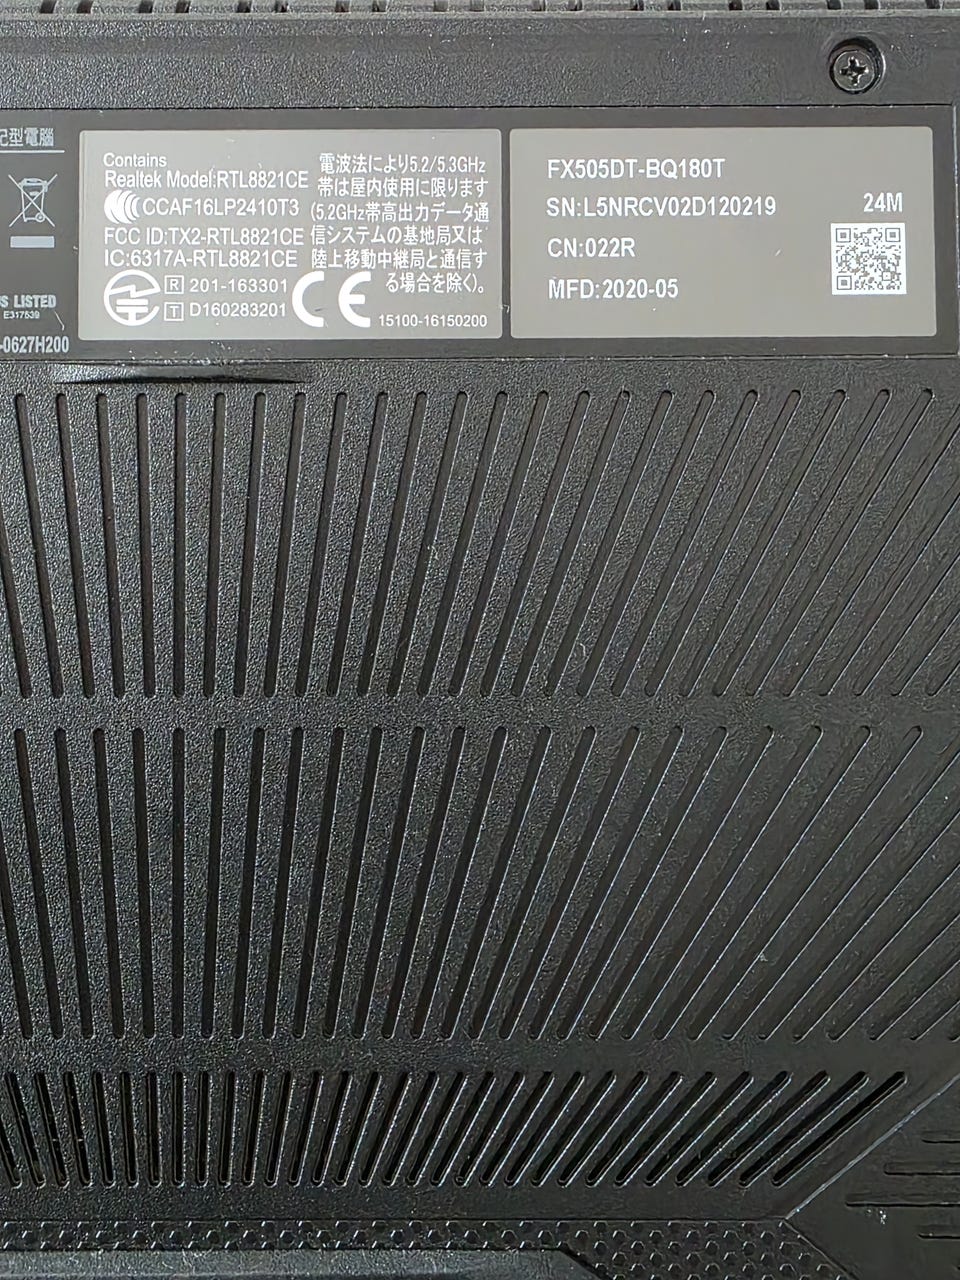 記型電腦
US LISTED
E317539
-0627H200
Contains
Realtek Model:RTL8821CE
CCAF16LP2410T3
FCC ID:TX2-RTL8821CE
IC:6317A-RTL8821CE
R 201-163301
T D160283201
電波法により5.2/5.3GHz
帯は屋内使用に限ります
(5.2GHz帯高出力データ通
信システムの基地局又は
陸上移動中継局と通信す
る場合を除く)。
CE
15100-16150200
FX505DT-BQ180T
SN:L5NRCV02D120219
24M
CN:022R
MFD:2020-05